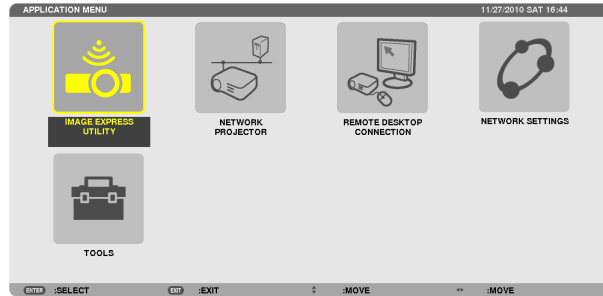 APPLICATION MENU 11/27/2010 SAT 16:44
IMAGE EXPRESS
UTILITY
NETWORK
PROJECTOR
REMOTE DESKTOP
CONNECTION
NETWORK SETTINGS
TOOLS
ENTER :SELECT EXIT :EXIT :MOVE :MOVE